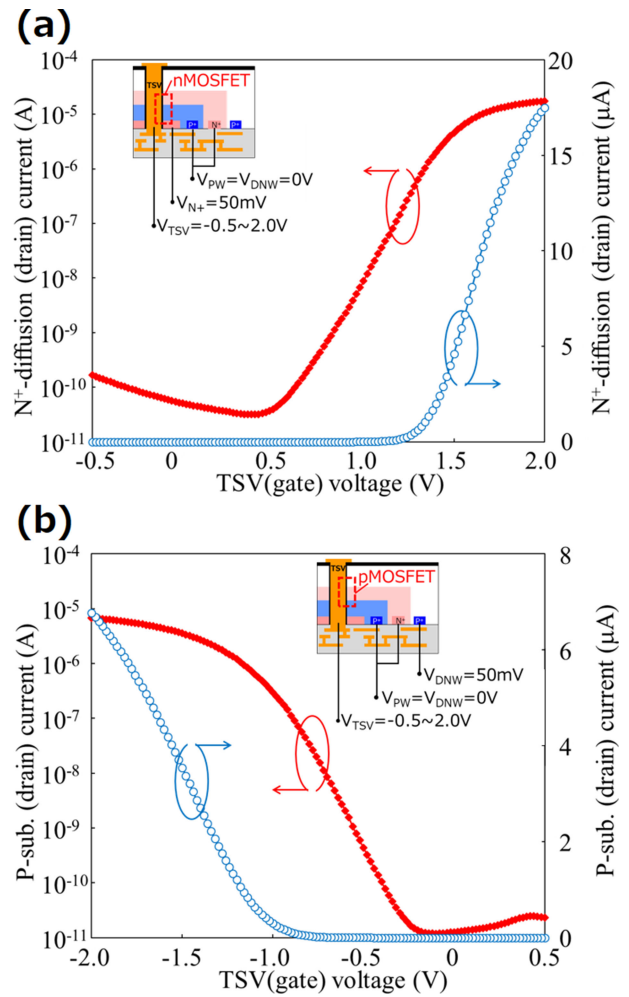 (a)
10-4
10-5
10-6
10-7
10-8
10-9
10-10
10-11
N+-diffusion (drain) current (A)
-0.5
0
0.5
1.0
1.5
2.0
TSV(gate) voltage (V)
20
15
10
5
0
N+-diffusion (drain) current (μA)
TSV
nMOSFET
P+
N+
P+
VPW=VDNW=0V
VN+=50mV
VTSV=-0.5~2.0V
(b)
10-4
10-5
10-6
10-7
10-8
10-9
10-10
10-11
P-sub. (drain) current (A)
-2.0
-1.5
-1.0
-0.5
0
0.5
TSV(gate) voltage (V)
8
6
4
2
0
P-sub. (drain) current (μA)
TSV
pMOSFET
P+
N+
P+
VDNW=50mV
VPW=VDNW=0V
VTSV=-0.5~2.0V